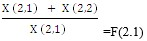 X (2,1) + X (2,2)
X (2,1)
=F(2.1)